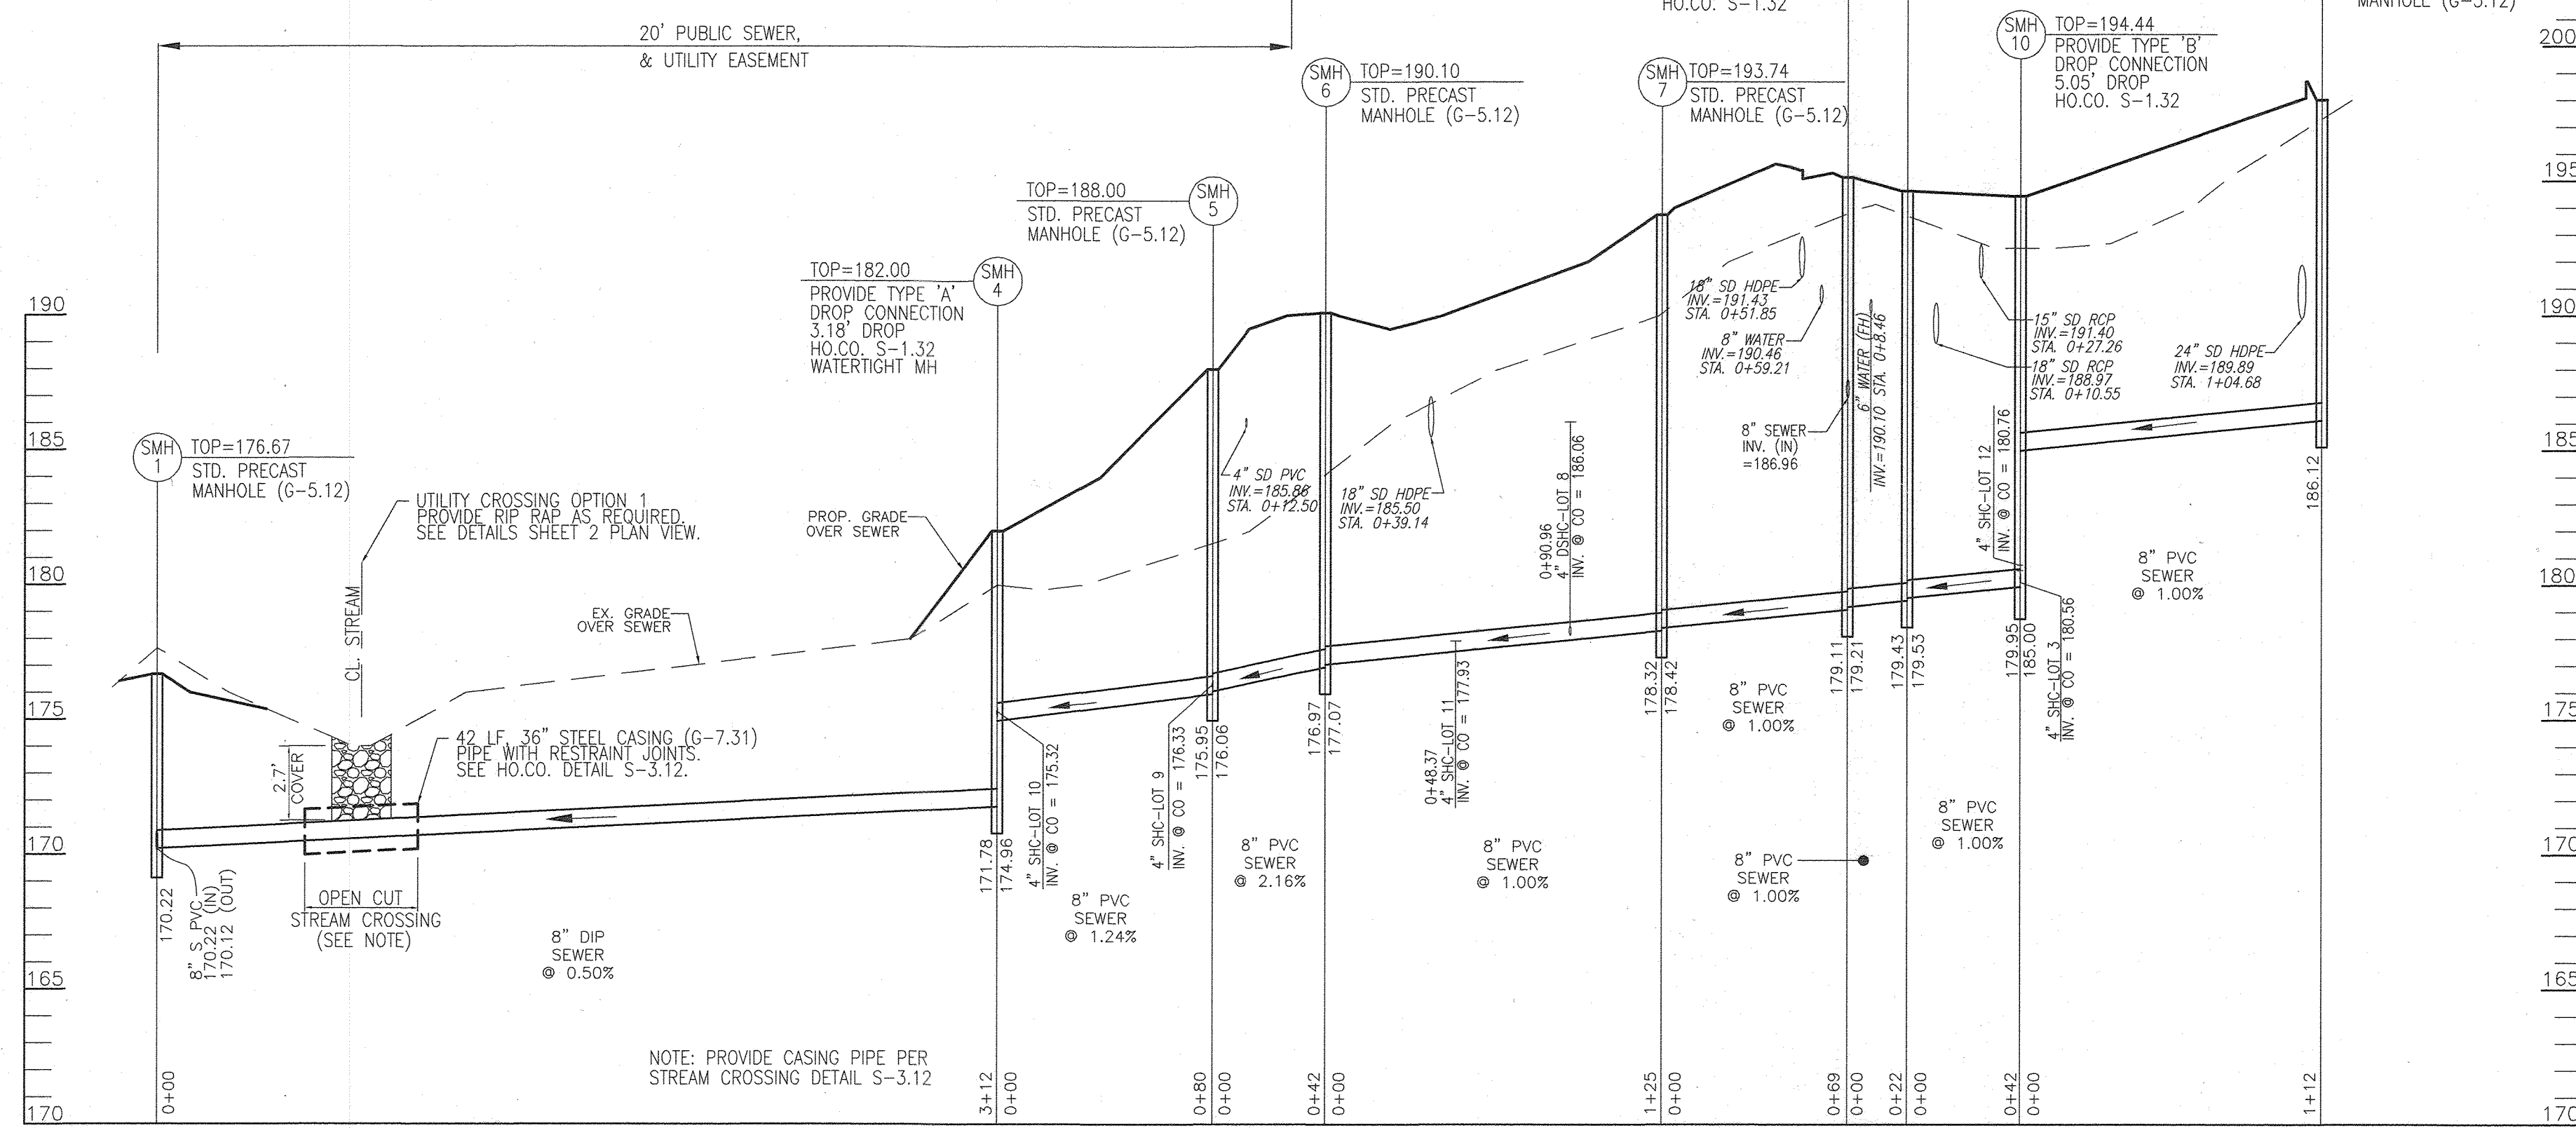 20' PUBLIC SEWER,
& UTILITY EASEMENT
HO.CO. S-1.32
MANHOLE (G-5.12)
SMH
10
TOP=194.44
PROVIDE TYPE 'B'
DROP CONNECTION
5.05' DROP
HO.CO. S-1.32
SMH
6
TOP=190.10
STD. PRECAST
MANHOLE (G-5.12)
SMH
7
TOP=193.74
STD. PRECAST
MANHOLE (G-5.12)
TOP=188.00
STD. PRECAST
MANHOLE (G-5.12)
SMH
5
TOP=182.00
PROVIDE TYPE 'A'
DROP CONNECTION
3.18' DROP
HO.CO. S-1.32
WATERTIGHT MH
SMH
4
SMH
1
TOP=176.67
STD. PRECAST
MANHOLE (G-5.12)
UTILITY CROSSING OPTION 1
PROVIDE RIP RAP AS REQUIRED.
SEE DETAILS SHEET 2 PLAN VIEW.
CL. STREAM
PROP. GRADE
OVER SEWER
EX. GRADE
OVER SEWER
42 LF, 36" STEEL CASING (G-7.31)
PIPE WITH RESTRAINT JOINTS.
SEE HO.CO. DETAIL S-3.12.
2.7'
COVER
OPEN CUT
STREAM CROSSING
(SEE NOTE)
170.22
8" S PVC
170.22 (IN)
170.12 (OUT)
8" DIP
SEWER
@ 0.50%
NOTE: PROVIDE CASING PIPE PER
STREAM CROSSING DETAIL S-3.12
171.78
174.96
4" SHC-LOT 10
INV. @ CO = 175.32
8" PVC
SEWER
@ 1.24%
4" SHC-LOT 9
INV. @ CO = 176.33
175.95
176.06
4" SD PVC
INV.=185.86
STA. 0+12.50
8" PVC
SEWER
@ 2.16%
176.97
177.07
18" SD HDPE
INV.=185.50
STA. 0+39.14
0+48.37
4" SHC-LOT 11
INV. @ CO = 177.93
0+90.96
4" DSHC-LOT 8
INV. @ CO = 186.06
8" PVC
SEWER
@ 1.00%
178.32
178.42
18" SD HDPE
INV.=191.43
STA. 0+51.85
8" WATER
INV.=190.46
STA. 0+59.21
8" SEWER
INV. (IN)
=186.96
8" PVC
SEWER
@ 1.00%
8" PVC
SEWER
@ 1.00%
179.11
179.21
6" WATER (FH)
INV.=190.10 STA. 0+8.46
179.43
179.53
8" PVC
SEWER
@ 1.00%
15" SD RCP
INV.=191.40
STA. 0+27.26
18" SD RCP
INV.=188.97
STA. 0+10.55
4" SHC-LOT 12
INV. @ CO = 180.76
179.95
185.00
4" SHC-LOT 3
INV. @ CO = 180.56
24" SD HDPE
INV.=189.89
STA. 1+04.68
8" PVC
SEWER
@ 1.00%
186.12
190
185
180
175
170
165
170
200
195
190
185
180
175
170
165
170
0+00
3+12
0+00
0+80
0+00
0+42
0+00
1+25
0+00
0+69
0+00
0+22
0+00
0+42
0+00
1+12